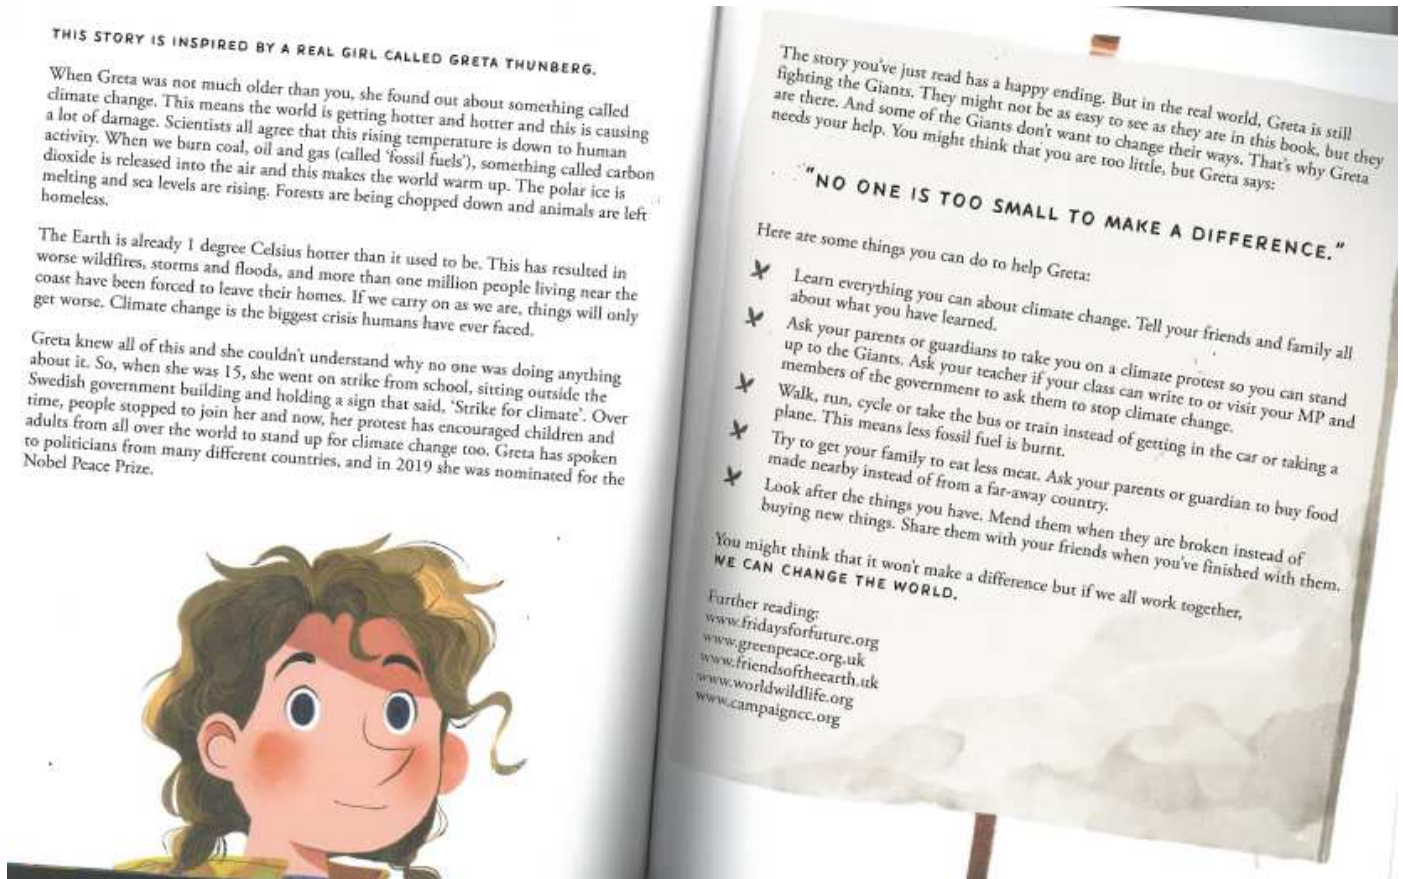 THIS STORY IS INSPIRED BY A REAL GIRL CALLED GRETA THUNBERG.
When Greta was not much older than you, she found out about something called
climate change. This means the world is getting hotter and hotter and this is causing
a lot of damage. Scientists all agree that this rising temperature is down to human
activity. When we burn coal, oil and gas (called ‘fossil fuels’), something called carbon
dioxide is released into the air and this makes the world warm up. The polar ice is
melting and sea levels are rising. Forests are being chopped down and animals are left
homeless.
The Earth is already 1 degree Celsius hotter than it used to be. This has resulted in
worse wildfires, storms and floods, and more than one million people living near the
coast have been forced to leave their homes. If we carry on as we are, things will only
get worse. Climate change is the biggest crisis humans have ever faced.
Greta knew all of this and she couldn’t understand why no one was doing anything
about it. So, when she was 15, she went on strike from school, sitting outside the
Swedish government building and holding a sign that said, ‘Strike for climate’. Over
time, people stopped to join her and now, her protest has encouraged children and
adults from all over the world to stand up for climate change too. Greta has spoken
to politicians from many different countries, and in 2019 she was nominated for the
Nobel Peace Prize.
The story you’ve just read has a happy ending. But in the real world, Greta is still
fighting the Giants. They might not be as easy to see as they are in this book, but they
are there. And some of the Giants don’t want to change their ways. That’s why Greta
needs your help. You might think that you are too little, but Greta says:
“NO ONE IS TOO SMALL TO MAKE A DIFFERENCE.”
Here are some things you can do to help Greta:
Learn everything you can about climate change. Tell your friends and family all
about what you have learned.
Ask your parents or guardians to take you on a climate protest so you can stand
up to the Giants. Ask your teacher if your class can write to or visit your MP and
members of the government to ask them to stop climate change.
Walk, run, cycle or take the bus or train instead of getting in the car or taking a
plane. This means less fossil fuel is burnt.
Try to get your family to eat less meat. Ask your parents or guardian to buy food
made nearby instead of from a far-away country.
Look after the things you have. Mend them when they are broken instead of
buying new things. Share them with your friends when you’ve finished with them.
You might think that it won’t make a difference but if we all work together,
WE CAN CHANGE THE WORLD.
Further reading:
www.fridaysforfuture.org
www.greenpeace.org.uk
www.friendsoftheearth.uk
www.worldwildlife.org
www.campaigncc.org